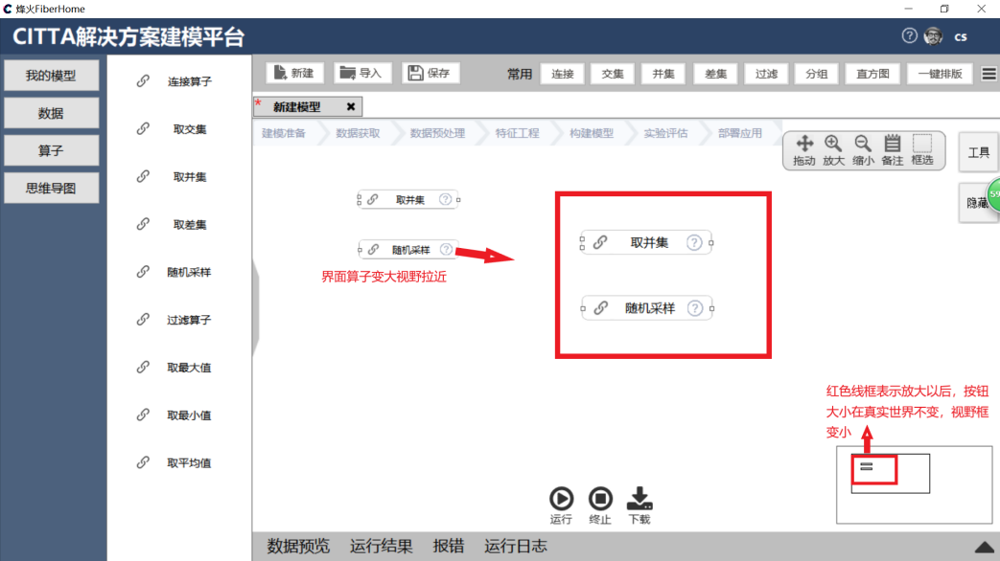 烽火FiberHome
CITTA解决方案建模平台
cs
我的模型
数据
算子
思维导图
连接算子
取交集
取并集
取差集
随机采样
过滤算子
取最大值
取最小值
取平均值
新建 导入 保存 常用 连接 交集 并集 差集 过滤 分组 直方图 一键排版
* 新建模型
建模准备 数据获取 数据预处理 特征工程 构建模型 实验评估 部署应用
拖动 放大 缩小 备注 框选
工具
隐藏
59
取并集 ?
随机采样 ?
界面算子变大视野拉近
取并集 ?
随机采样 ?
红色线框表示放大以后，按钮
大小在真实世界不变，视野框
变小
运行 终止 下载
数据预览 运行结果 报错 运行日志